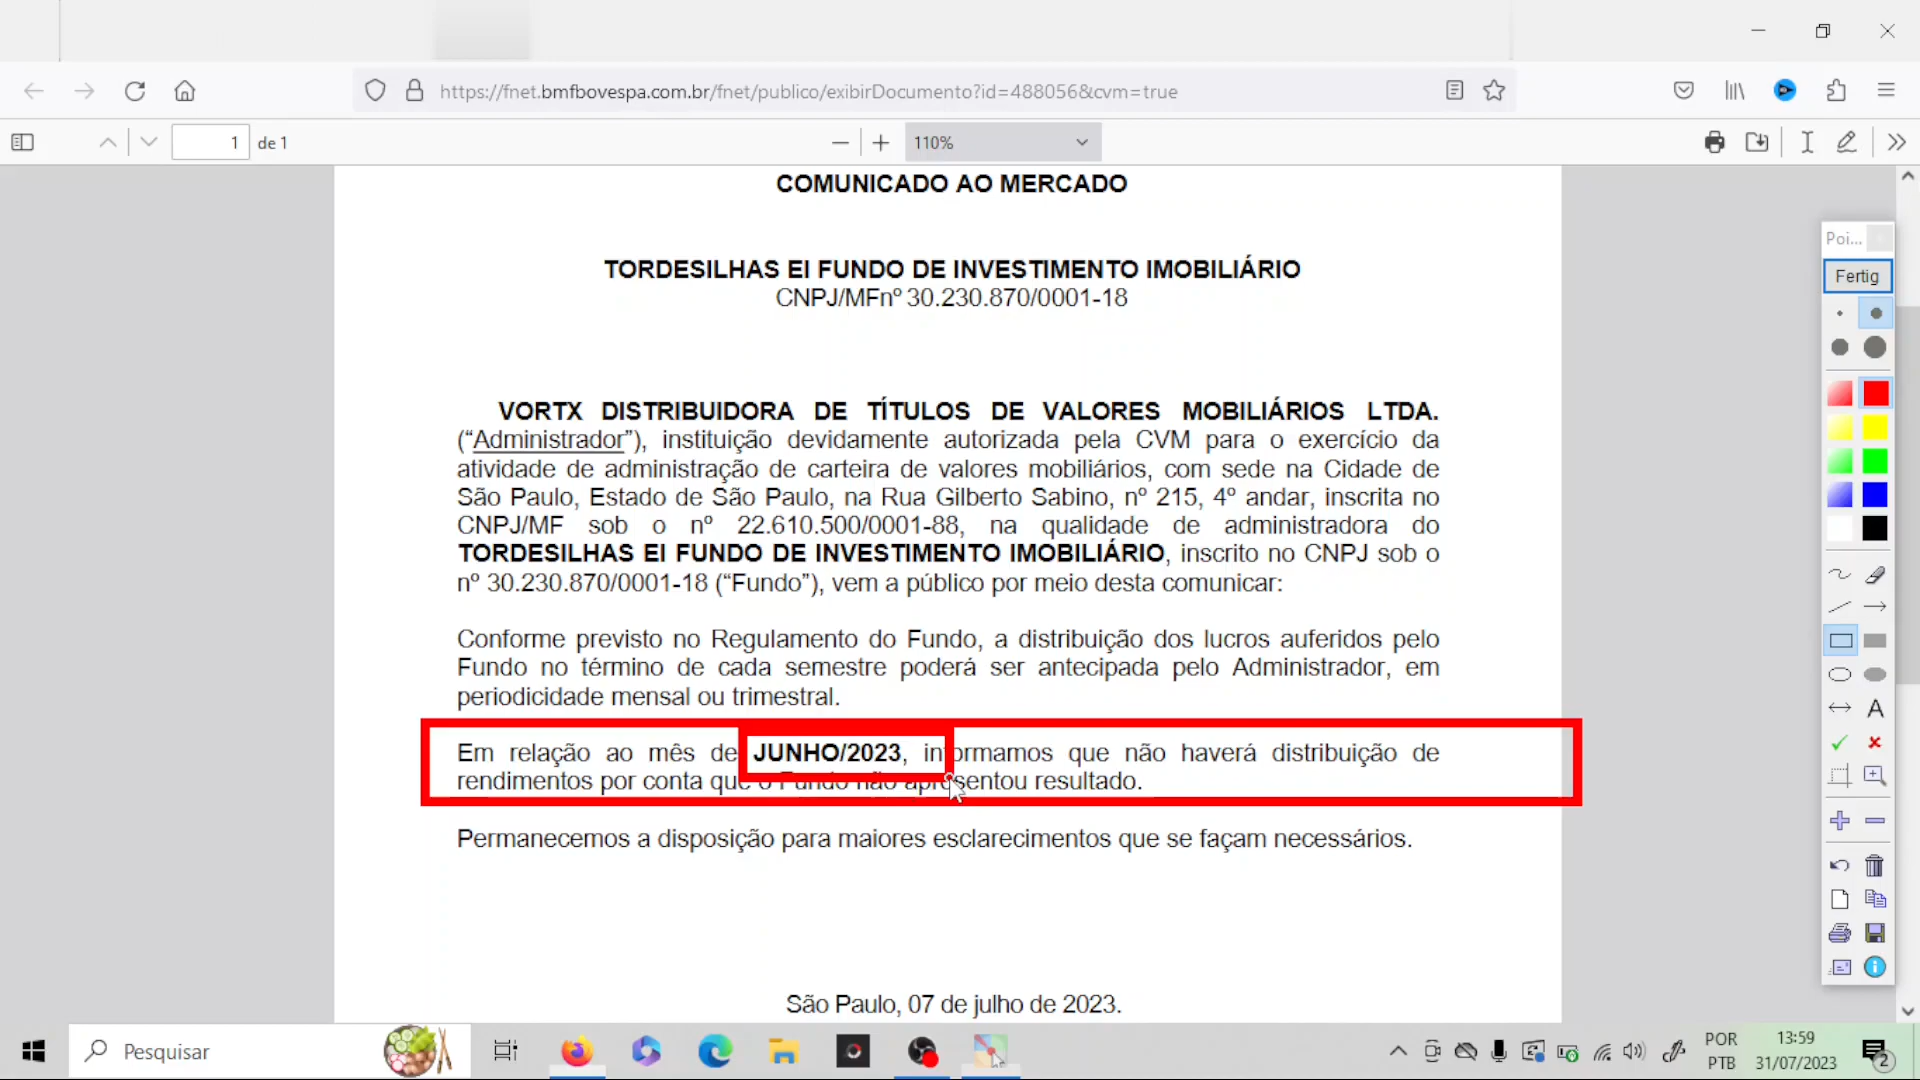 https://fnet.bmfbovespa.com.br/fnet/publico/exibirDocumento?id=488056&cvm=true
1 de 1
110%
COMUNICADO AO MERCADO
TORDESILHAS EI FUNDO DE INVESTIMENTO IMOBILIÁRIO
CNPJ/MFnº 30.230.870/0001-18
Poi...
Fertig
VORTX DISTRIBUIDORA DE TÍTULOS DE VALORES MOBILIÁRIOS LTDA.
(“Administrador”), instituição devidamente autorizada pela CVM para o exercício da
atividade de administração de carteira de valores mobiliários, com sede na Cidade de
São Paulo, Estado de São Paulo, na Rua Gilberto Sabino, nº 215, 4º andar, inscrita no
CNPJ/MF sob o nº 22.610.500/0001-88, na qualidade de administradora do
TORDESILHAS EI FUNDO DE INVESTIMENTO IMOBILIÁRIO, inscrito no CNPJ sob o
nº 30.230.870/0001-18 (“Fundo”), vem a público por meio desta comunicar:
Conforme previsto no Regulamento do Fundo, a distribuição dos lucros auferidos pelo
Fundo no término de cada semestre poderá ser antecipada pelo Administrador, em
periodicidade mensal ou trimestral.
Em relação ao mês de JUNHO/2023, informamos que não haverá distribuição de
rendimentos por conta que o Fundo não apresentou resultado.
Permanecemos a disposição para maiores esclarecimentos que se façam necessários.
São Paulo, 07 de julho de 2023.
Pesquisar
POR
PTB
13:59
31/07/2023
2